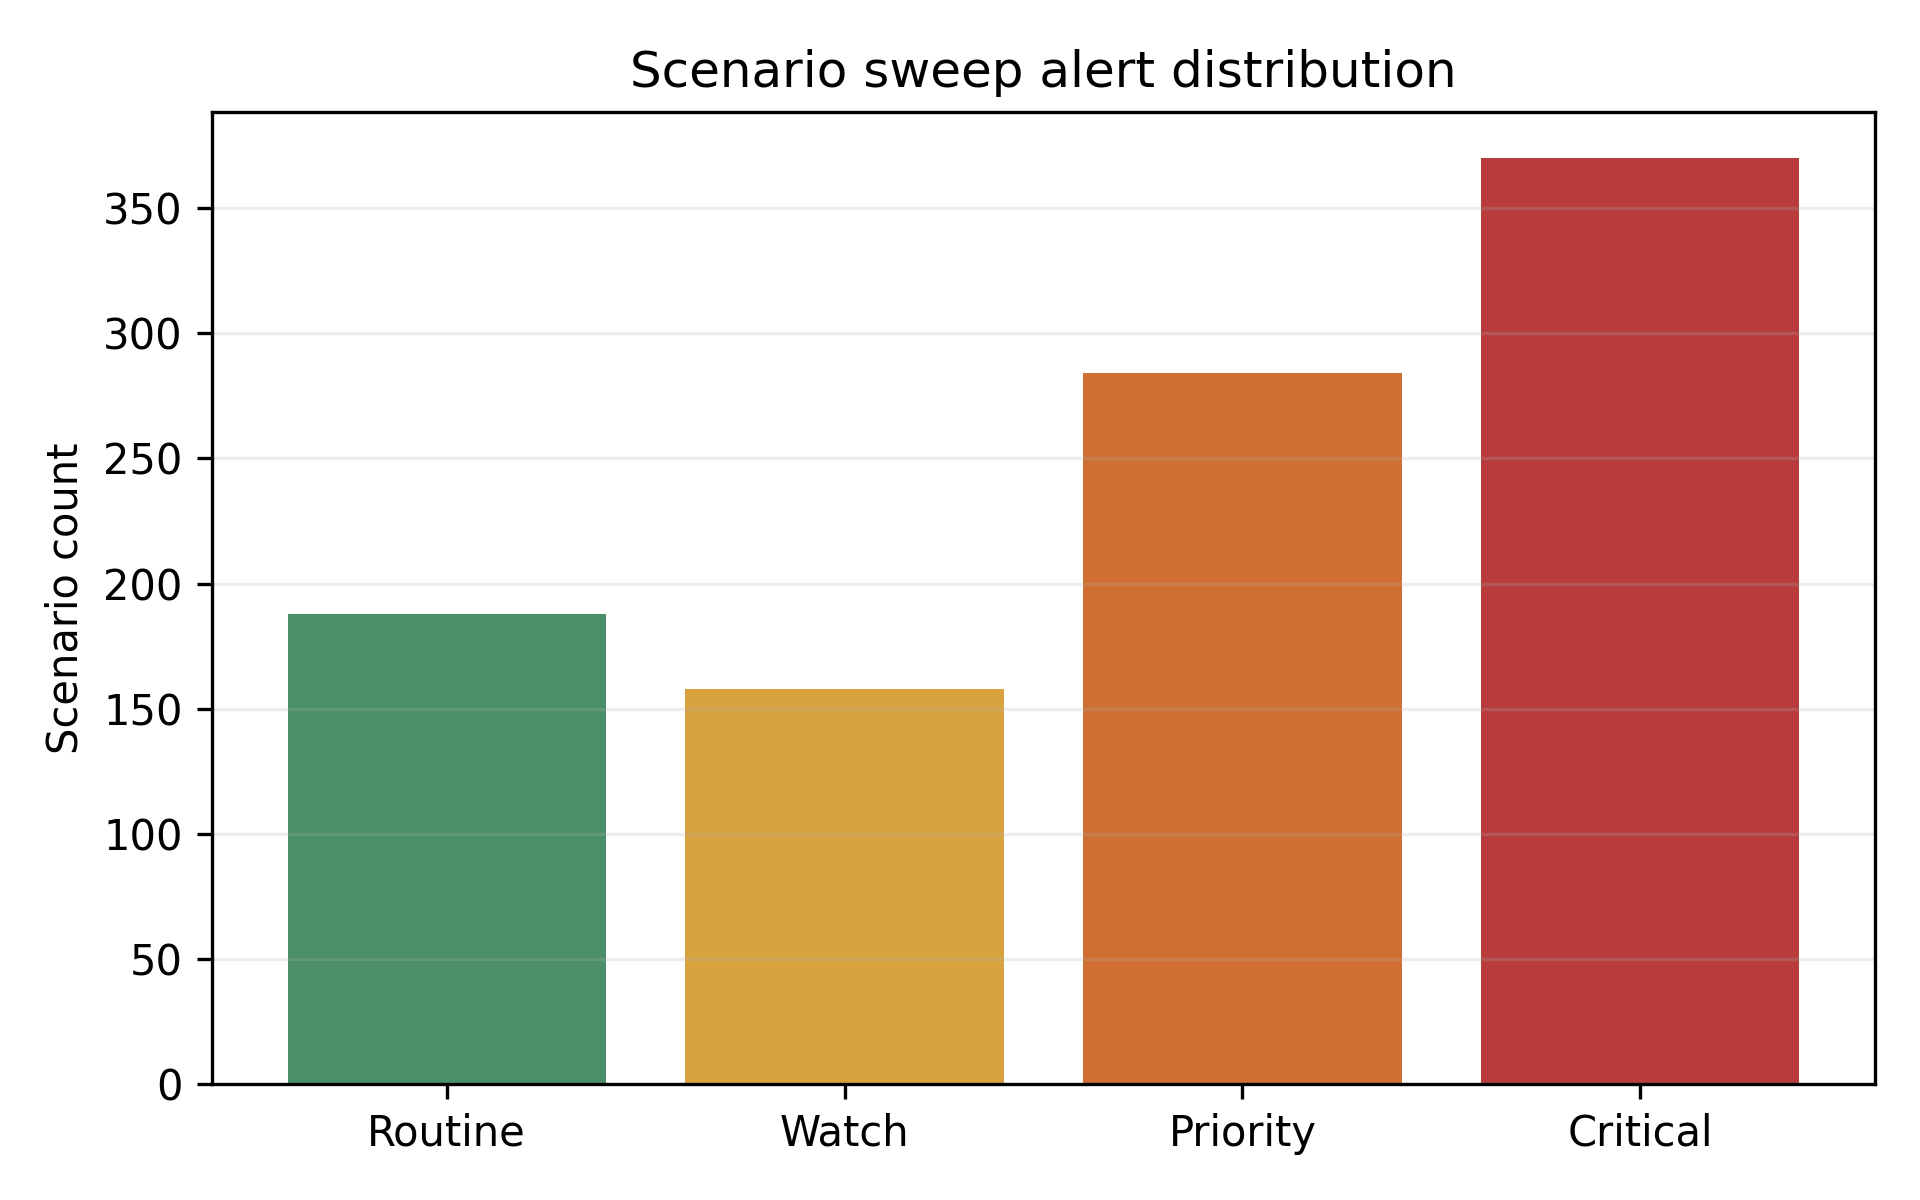 Scenario sweep alert distribution
Scenario count
350
300
250
200
150
100
50
0
Routine
Watch
Priority
Critical